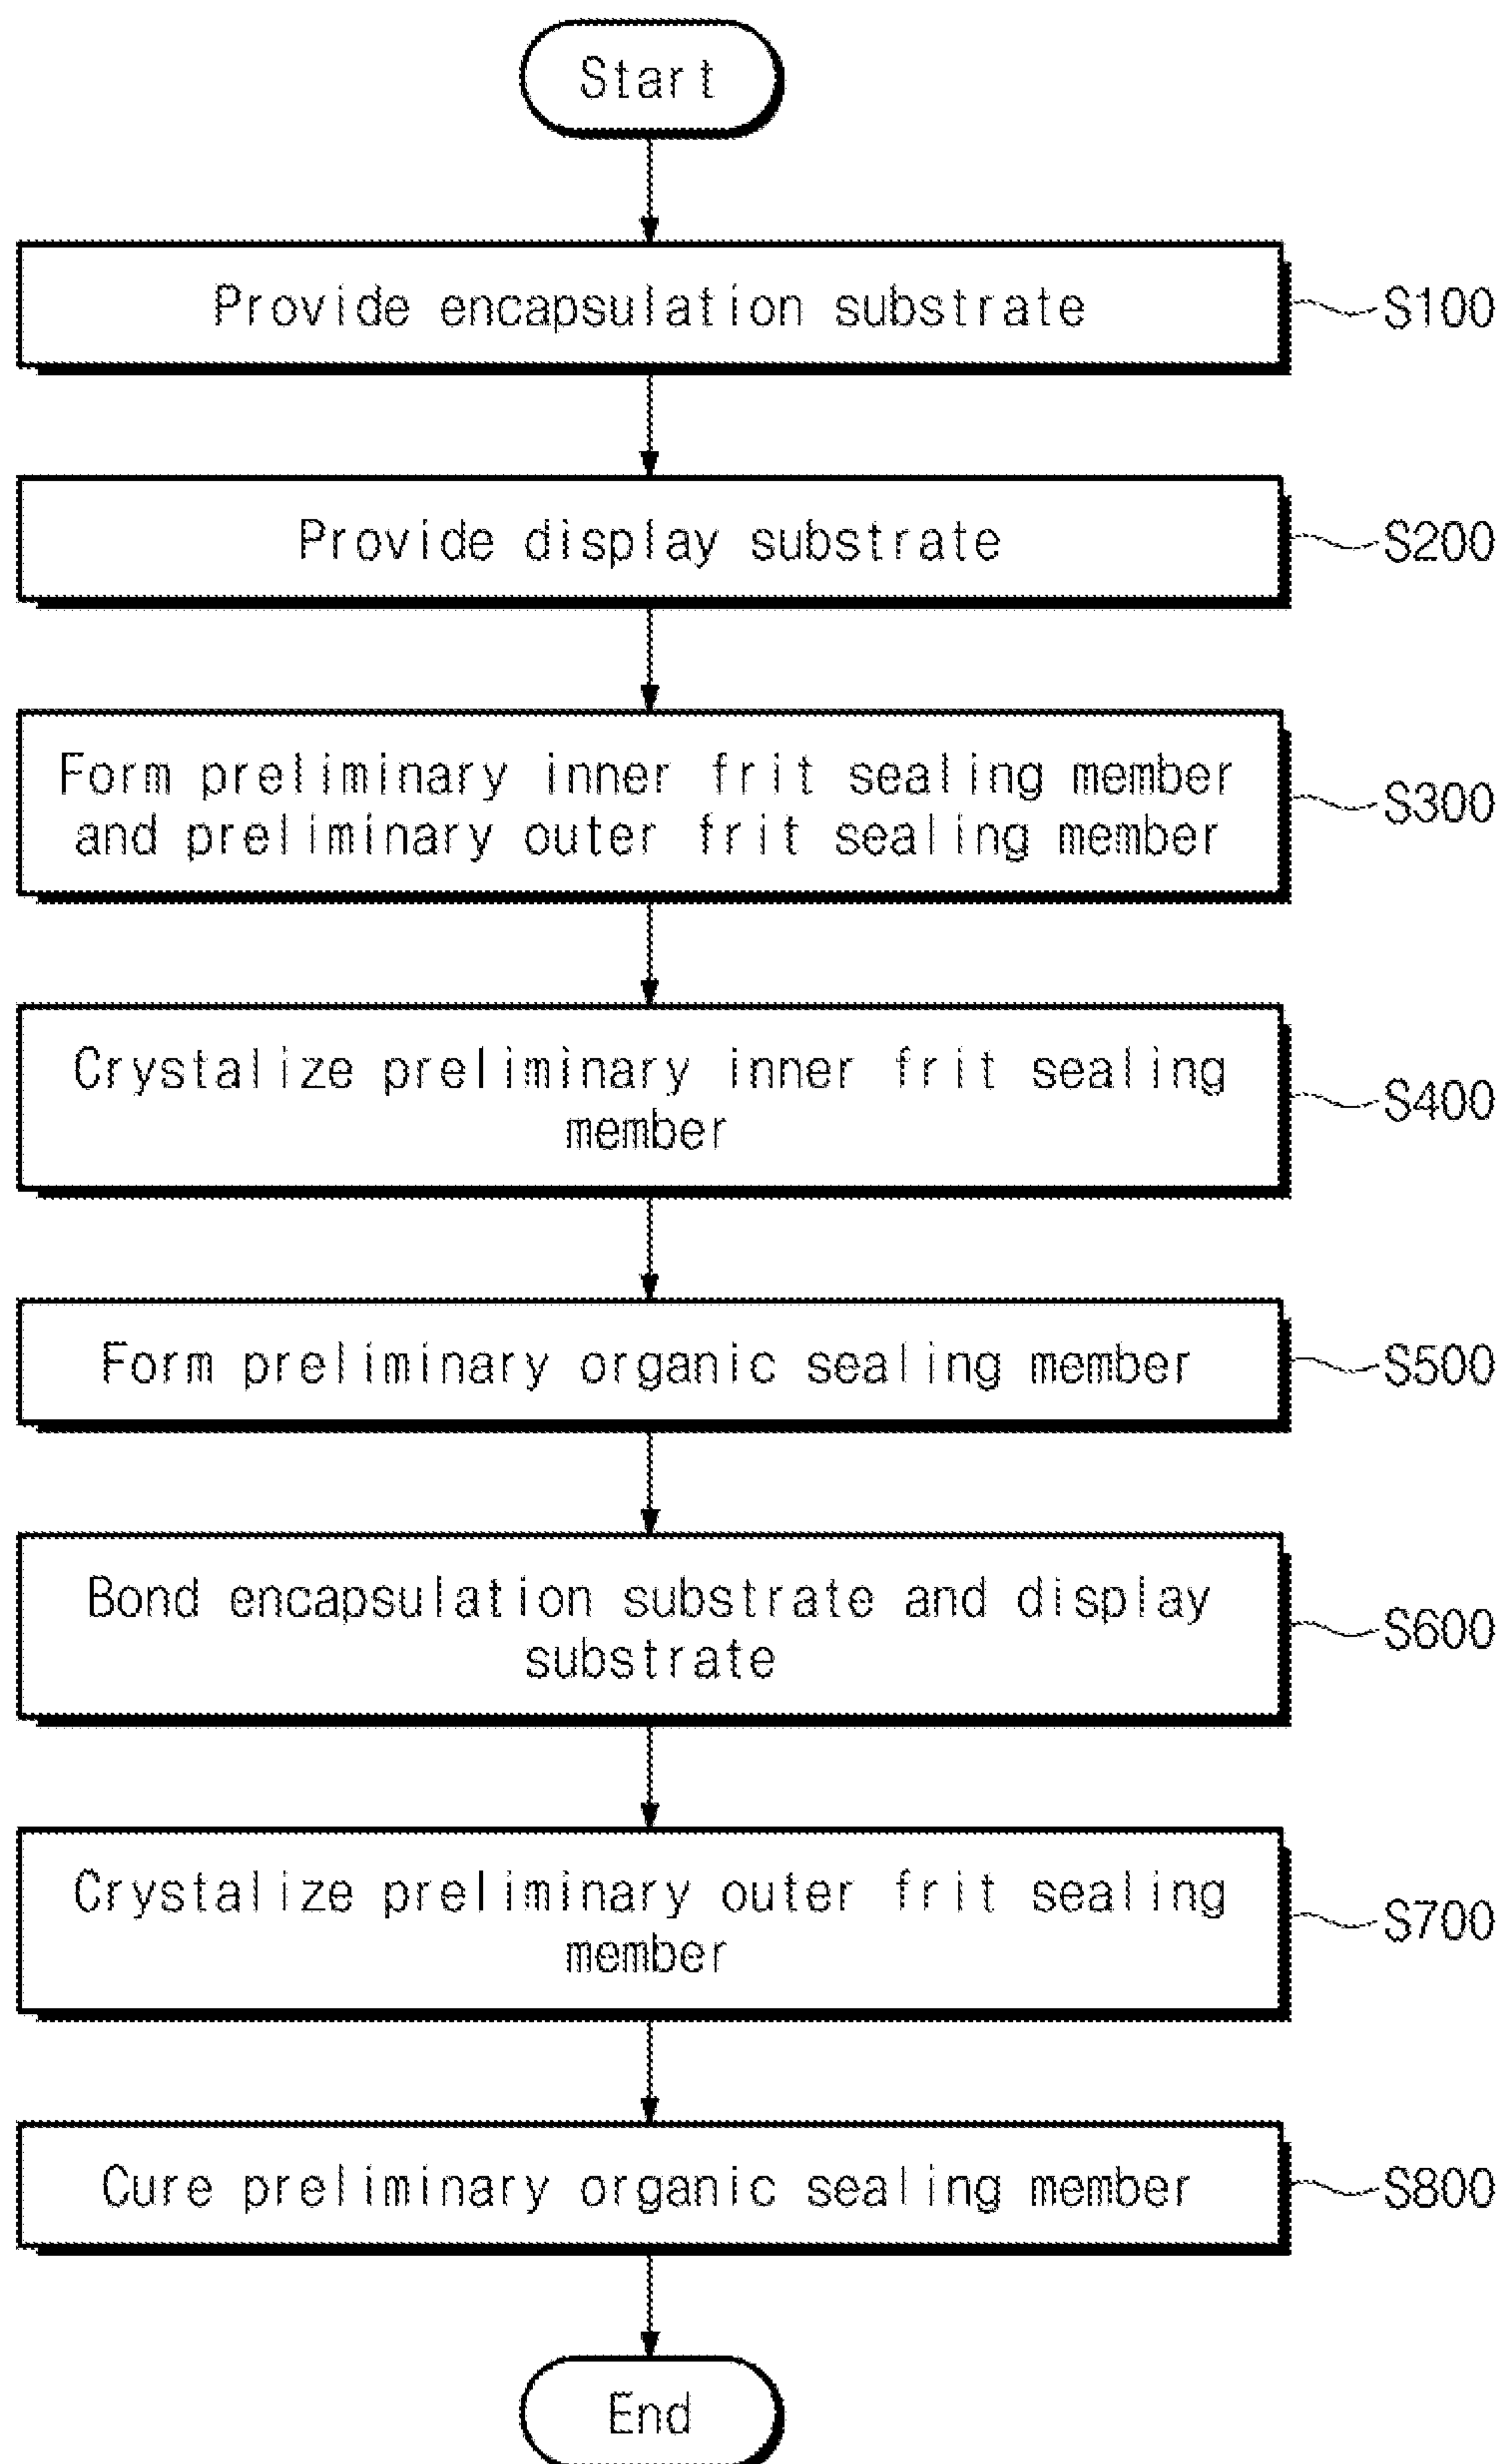 Start
Provide encapsulation substrate
S100
Provide display substrate
S200
Form preliminary inner frit sealing member
and preliminary outer frit sealing member
S300
Crystalize preliminary inner frit sealing
member
S400
Form preliminary organic sealing member
S500
Bond encapsulation substrate and display
substrate
S600
Crystalize preliminary outer frit sealing
member
S700
Cure preliminary organic sealing member
S800
End